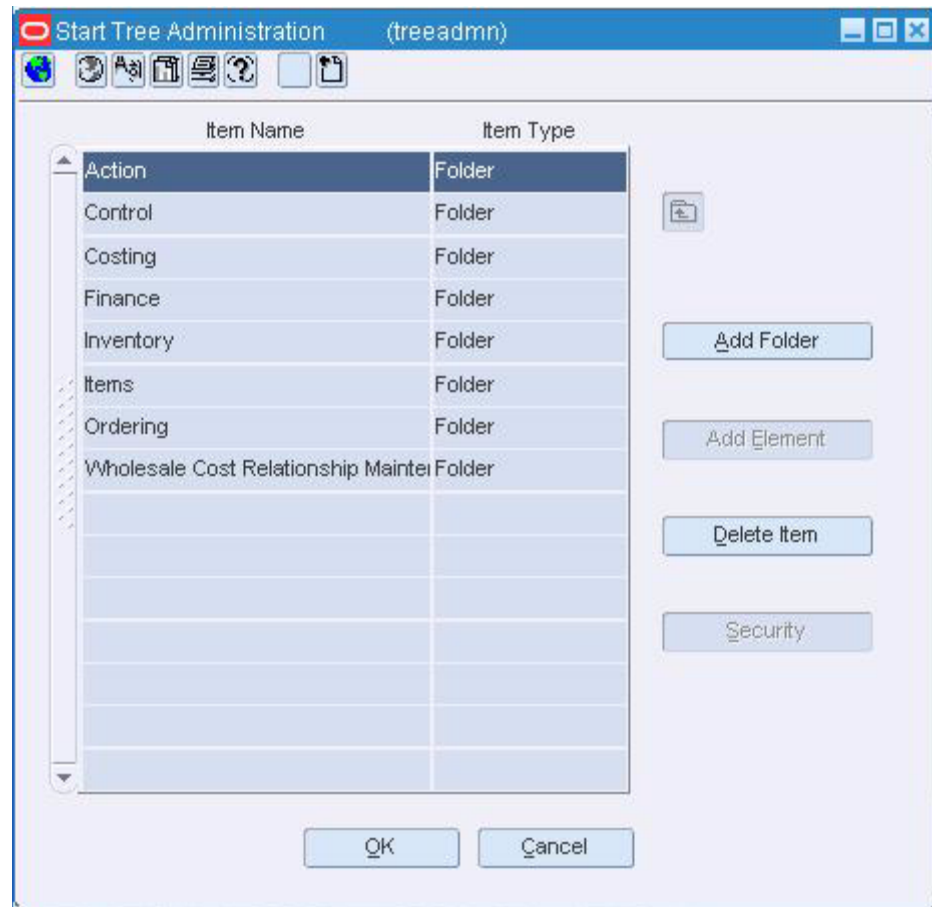 Start Tree Administration (treeadmn)
Item Name Item Type
Action Folder
Control Folder
Costing Folder
Finance Folder
Inventory Folder
Add Folder
Items Folder
Ordering Folder
Add Element
Wholesale Cost Relationship Mainte Folder
Delete Item
Security
OK Cancel